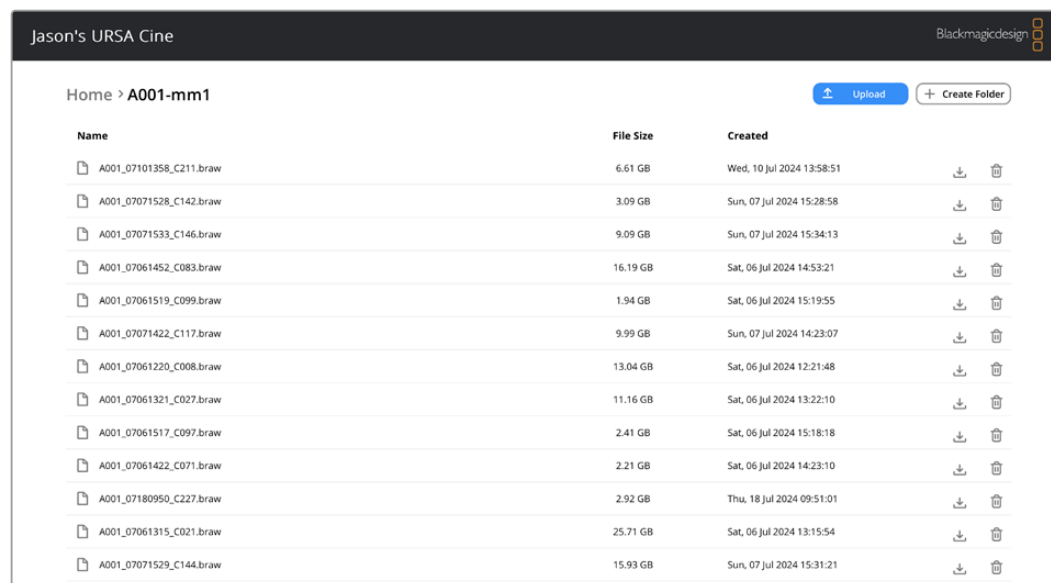 Jason's URSA Cine
Blackmagicdesign
Home > A001-mm1
Upload
+ Create Folder
Name File Size Created
A001_07101358_C211.braw 6.61 GB Wed, 10 Jul 2024 13:58:51
A001_07071528_C142.braw 3.09 GB Sun, 07 Jul 2024 15:28:58
A001_07071533_C146.braw 9.09 GB Sun, 07 Jul 2024 15:34:13
A001_07061452_C083.braw 16.19 GB Sat, 06 Jul 2024 14:53:21
A001_07061519_C099.braw 1.94 GB Sat, 06 Jul 2024 15:19:55
A001_07071422_C117.braw 9.99 GB Sun, 07 Jul 2024 14:23:07
A001_07061220_C008.braw 13.04 GB Sat, 06 Jul 2024 12:21:48
A001_07061321_C027.braw 11.16 GB Sat, 06 Jul 2024 13:22:10
A001_07061517_C097.braw 2.41 GB Sat, 06 Jul 2024 15:18:18
A001_07061422_C071.braw 2.21 GB Sat, 06 Jul 2024 14:23:10
A001_07180950_C227.braw 2.92 GB Thu, 18 Jul 2024 09:51:01
A001_07061315_C021.braw 25.71 GB Sat, 06 Jul 2024 13:15:54
A001_07071529_C144.braw 15.93 GB Sun, 07 Jul 2024 15:31:21